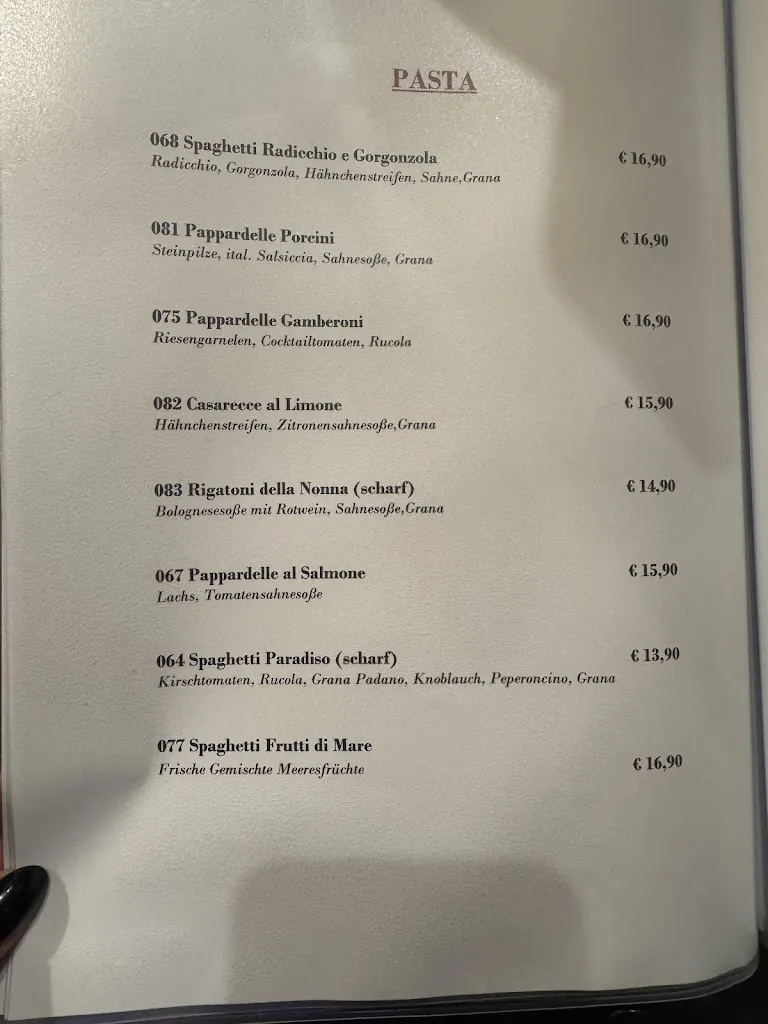 PASTA
068 Spaghetti Radicchio e Gorgonzola € 16,90
Radicchio, Gorgonzola, Hähnchenstreifen, Sahne,Grana
081 Pappardelle Porcini € 16,90
Steinpilze, ital. Salsiccia, Sahnesoße, Grana
075 Pappardelle Gamberoni € 16,90
Riesengarnelen, Cocktailtomaten, Rucola
082 Casarecce al Limone € 15,90
Hähnchenstreifen, Zitronensahnesoße,Grana
083 Rigatoni della Nonna (scharf) € 14,90
Bolognesesoße mit Rotwein, Sahnesoße,Grana
067 Pappardelle al Salmone € 15,90
Lachs, Tomatensahnesoße
064 Spaghetti Paradiso (scharf) € 13,90
Kirschtomaten, Rucola, Grana Padano, Knoblauch, Peperoncino, Grana
077 Spaghetti Frutti di Mare € 16,90
Frische Gemischte Meeresfrüchte